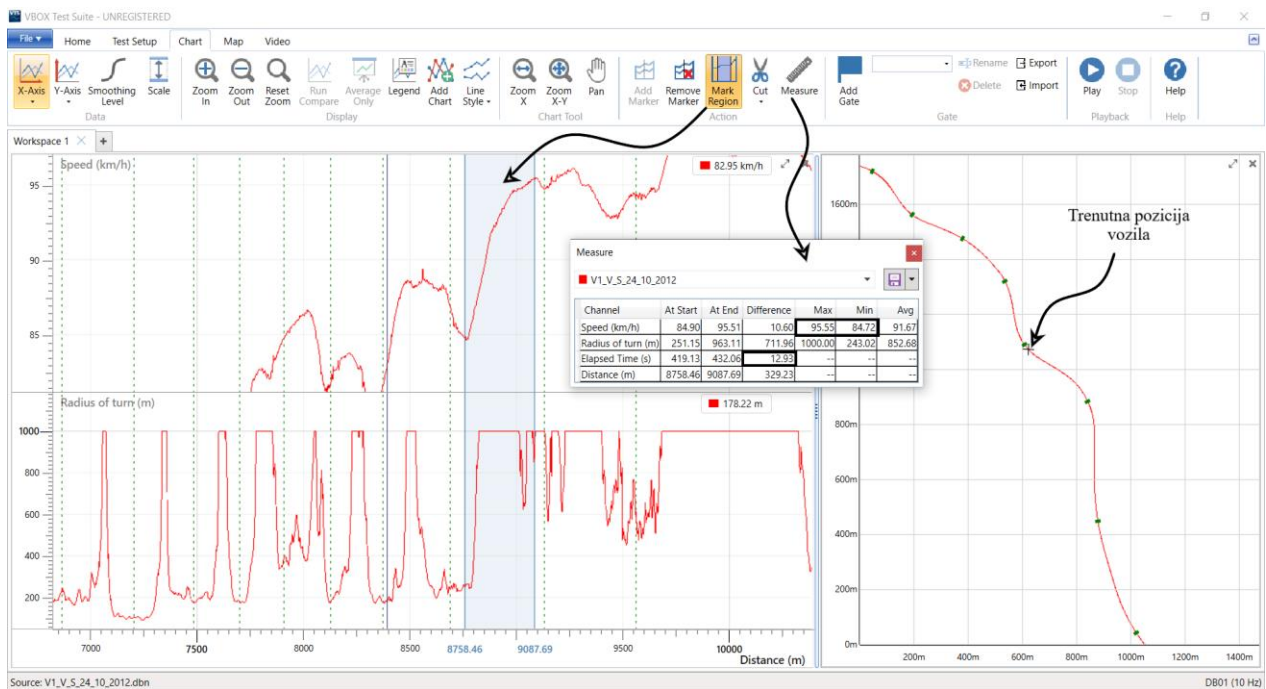 VBOX Test Suite - UNREGISTERED
File Home Test Setup Chart Map Video
X-Axis Y-Axis Smoothing Level Scale Zoom In Zoom Out Reset Zoom Run Compare Average Only Legend Add Chart Line Style Zoom X Zoom X-Y Pan Add Marker Remove Marker Mark Region Cut Measure Add Gate Rename Export Delete Import Play Stop Help
Data Display Chart Tool Action Gate Playback Help
Workspace 1
Speed (km/h)
82.95 km/h
95
90
85
Measure
V1_V_S_24_10_2012
Channel At Start At End Difference Max Min Avg
Speed (km/h) 84.90 95.51 10.60 95.55 84.72 91.67
Radius of turn (m) 251.15 963.11 711.96 1000.00 243.02 852.68
Elapsed Time (s) 419.13 432.06 12.93 -- -- --
Distance (m) 8758.46 9087.69 329.23 -- -- --
Radius of turn (m)
178.22 m
1000
800
600
400
200
7000 7500 8000 8500 8758.46 9087.69 9500 10000
Distance (m)
1600m
Trenutna pozicija
vozila
800m
400m
200m
0m
200m 400m 600m 800m 1000m 1200m 1400m
Source: V1_V_S_24_10_2012.dbn
DB01 (10 Hz)